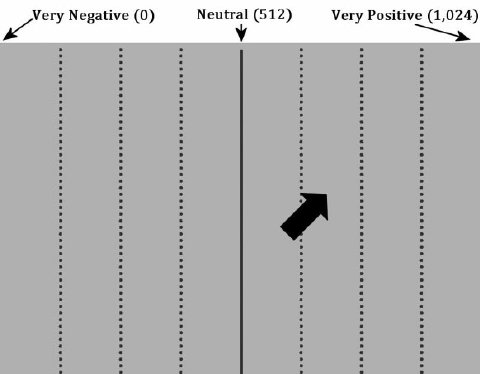 Very Negative (0)
Neutral (512)
Very Positive (1,024)